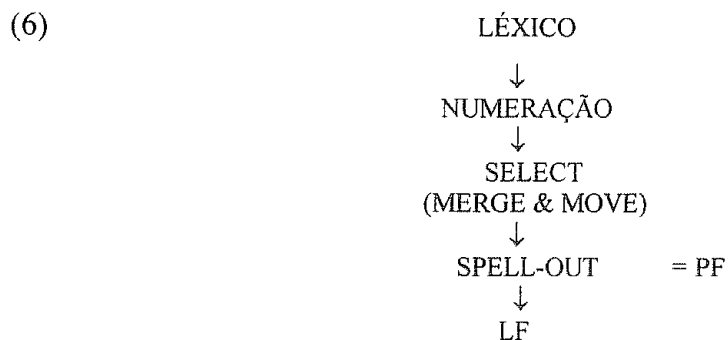 (6) LÉXICO
↓
NUMERAÇÃO
↓
SELECT
(MERGE & MOVE)
↓
SPELL-OUT = PF
↓
LF